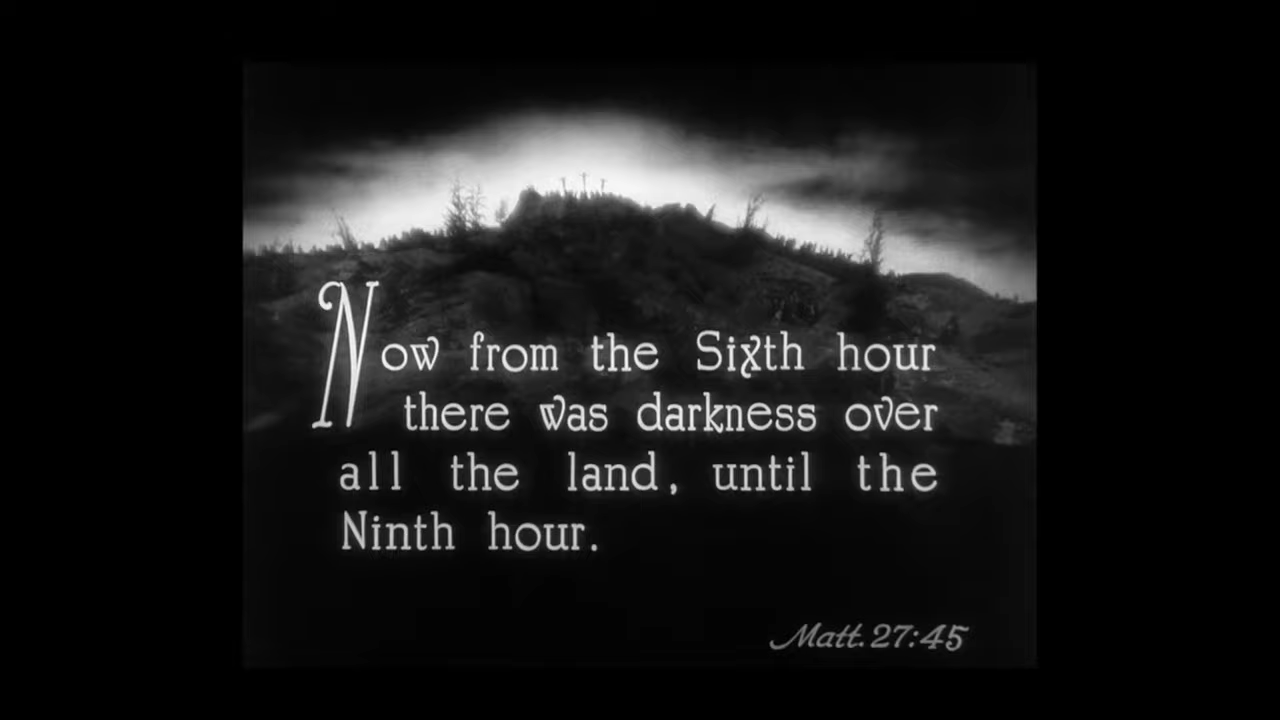 Now from the Sixth hour
there was darkness over
all the land, until the
Ninth hour.
Matt. 27:45